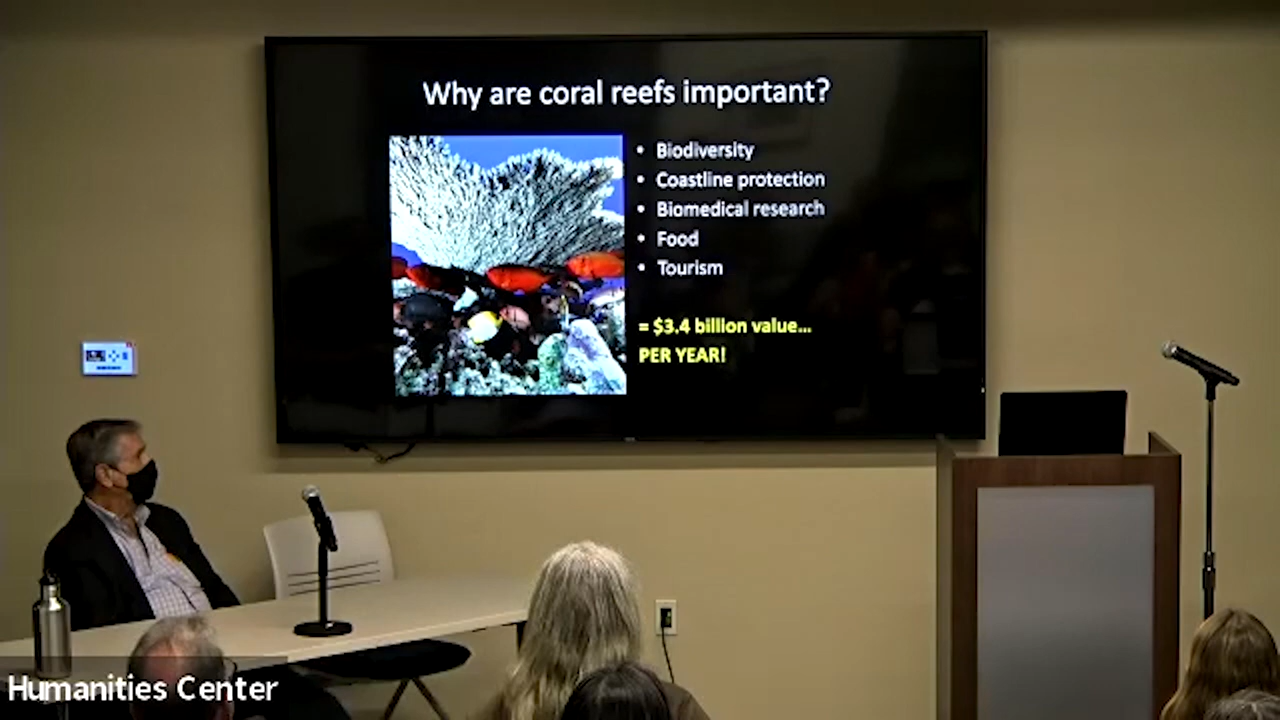 Why are coral reefs important?
• Biodiversity
• Coastline protection
• Biomedical research
• Food
• Tourism
= $3.4 billion value...
PER YEAR!
Humanities Center